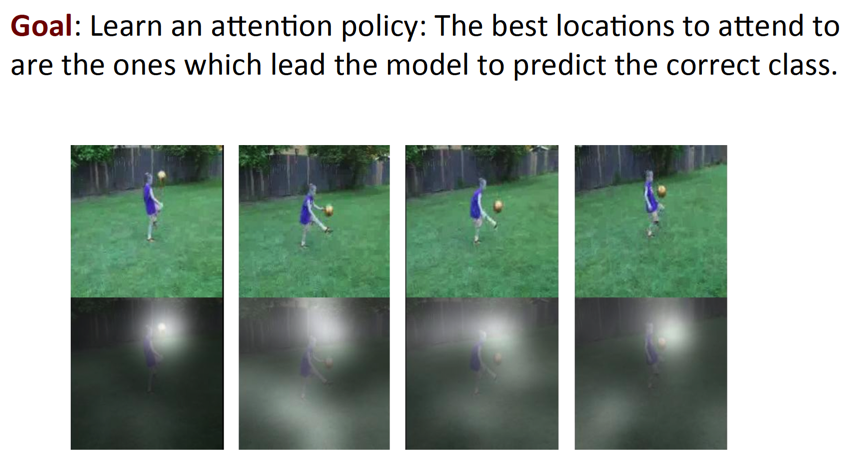 Goal: Learn an attention policy: The best locations to attend to
are the ones which lead the model to predict the correct class.